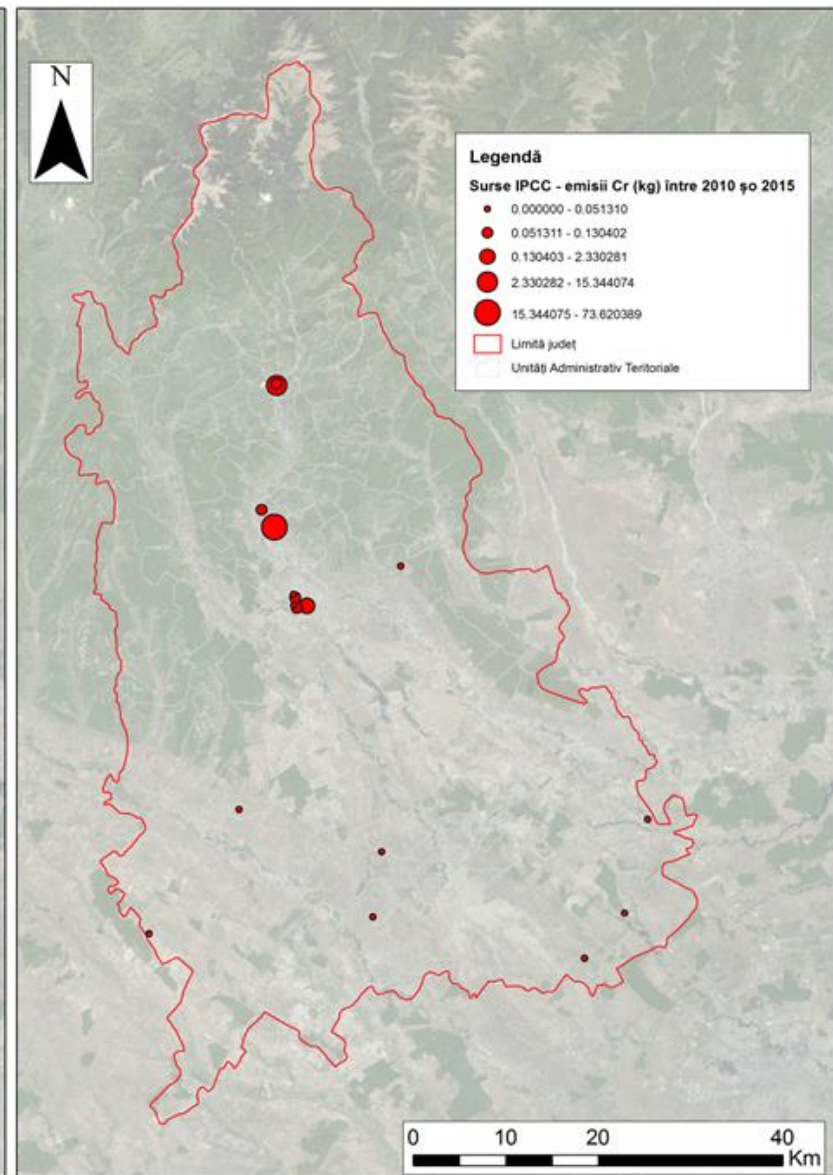 N
Legendă
Surse IPCC - emisii Cr (kg) între 2010 șo 2015
0.000000 - 0.051310
0.051311 - 0.130402
0.130403 - 2.330281
2.330282 - 15.344074
15.344075 - 73.620389
Limită județ
Unități Administrativ Teritoriale
0 10 20 40
Km